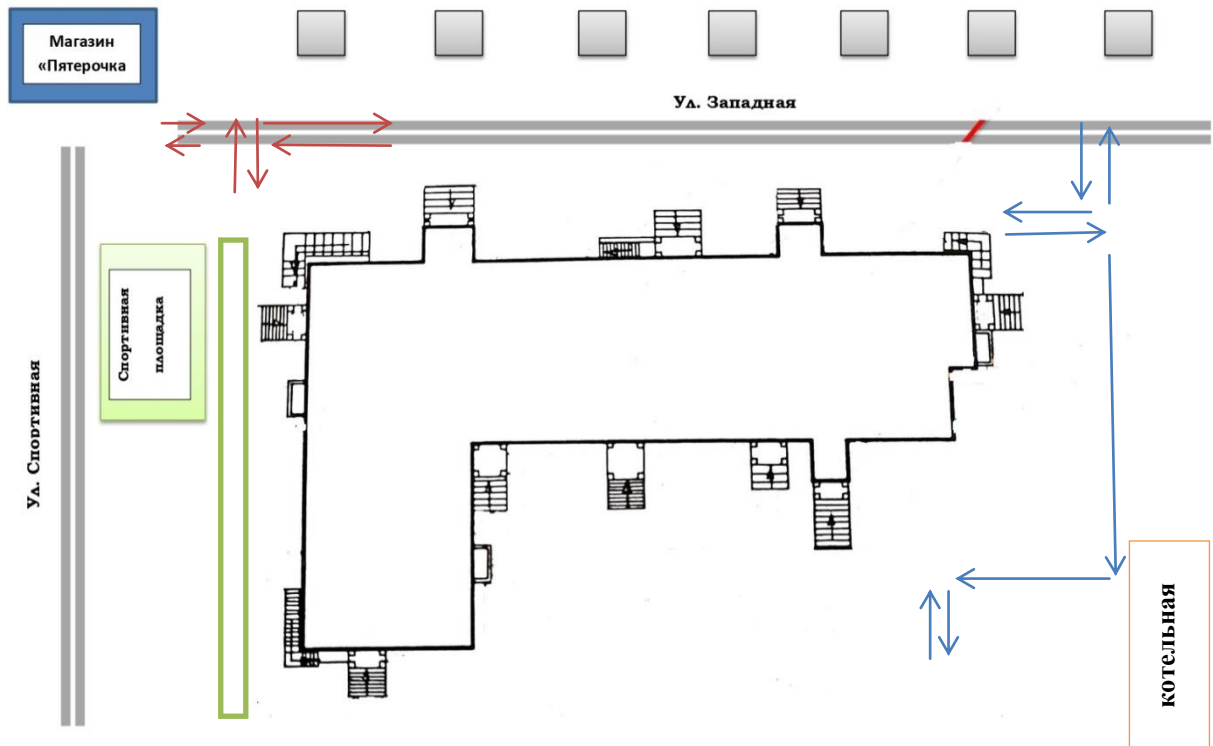 Магазин
«Пятерочка
Ул. Западная
Спортивная
площадка
Ул. Спортивная
котельная